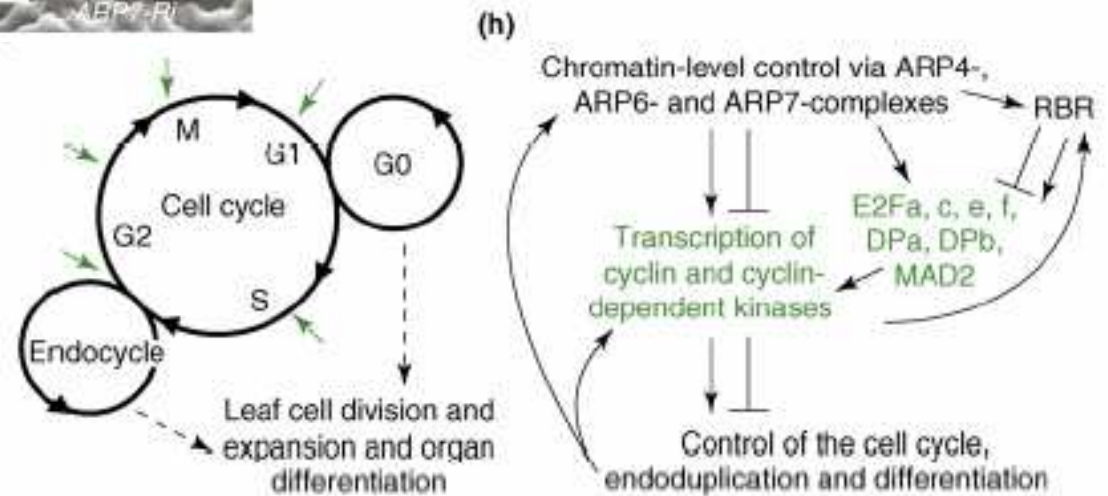 ARP7-Ri
(h)
M
G1
G0
Cell cycle
G2
S
Endocycle
Leaf cell division and
expansion and organ
differentiation
Chromatin-level control via ARP4-,
ARP6- and ARP7-complexes
RBR
E2Fa, c, e, f,
DPa, DPb,
MAD2
Transcription of
cyclin and cyclin-
dependent kinases
Control of the cell cycle,
endoduplication and differentiation